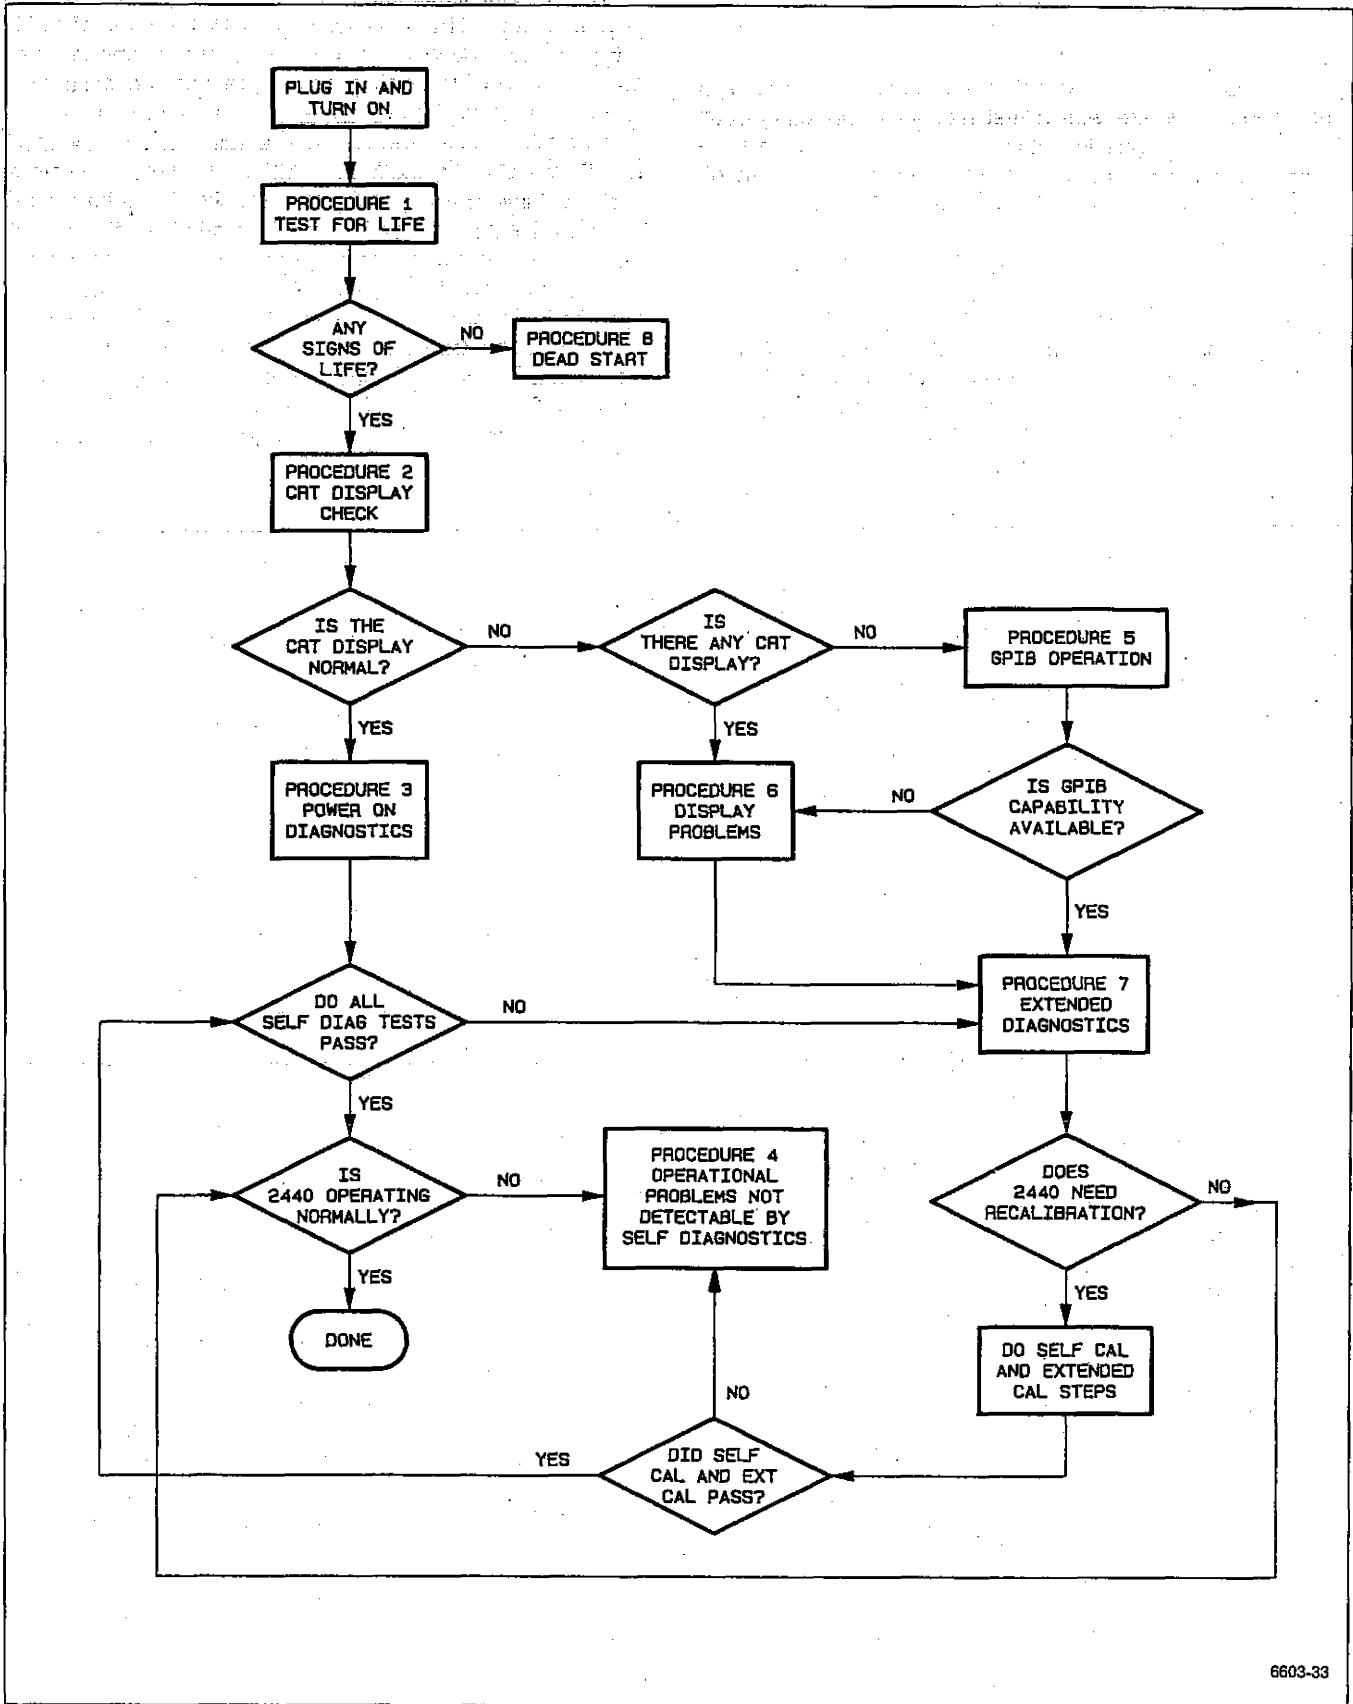 PLUG IN AND
TURN ON
PROCEDURE 1
TEST FOR LIFE
ANY
SIGNS OF
LIFE?
NO
PROCEDURE 8
DEAD START
YES
PROCEDURE 2
CRT DISPLAY
CHECK
IS THE
CRT DISPLAY
NORMAL?
NO
IS
THERE ANY CRT
DISPLAY?
NO
PROCEDURE 5
GPIB OPERATION
YES
YES
PROCEDURE 3
POWER ON
DIAGNOSTICS
PROCEDURE 6
DISPLAY
PROBLEMS
NO
IS GPIB
CAPABILITY
AVAILABLE?
YES
DO ALL
SELF DIAG TESTS
PASS?
NO
PROCEDURE 7
EXTENDED
DIAGNOSTICS
YES
IS
2440 OPERATING
NORMALLY?
NO
PROCEDURE 4
OPERATIONAL
PROBLEMS NOT
DETECTABLE BY
SELF DIAGNOSTICS
DOES
2440 NEED
RECALIBRATION?
NO
YES
DONE
YES
DO SELF CAL
AND EXTENDED
CAL STEPS
NO
YES
DID SELF
CAL AND EXT
CAL PASS?
6603-33